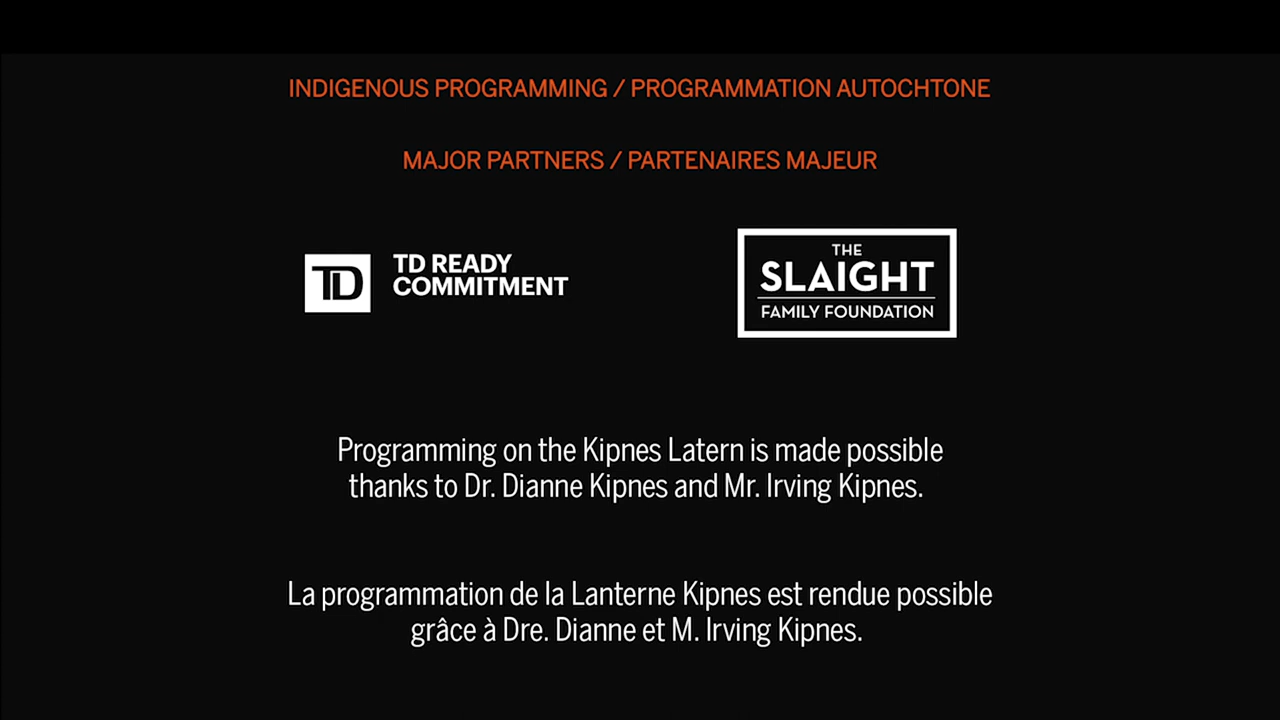 INDIGENOUS PROGRAMMING / PROGRAMMATION AUTOCHTONE
MAJOR PARTNERS / PARTENAIRES MAJEUR
TD
TD READY
COMMITMENT
THE
SLAIGHT
FAMILY FOUNDATION
Programming on the Kipnes Latern is made possible
thanks to Dr. Dianne Kipnes and Mr. Irving Kipnes.
La programmation de la Lanterne Kipnes est rendue possible
grâce à Dre. Dianne et M. Irving Kipnes.